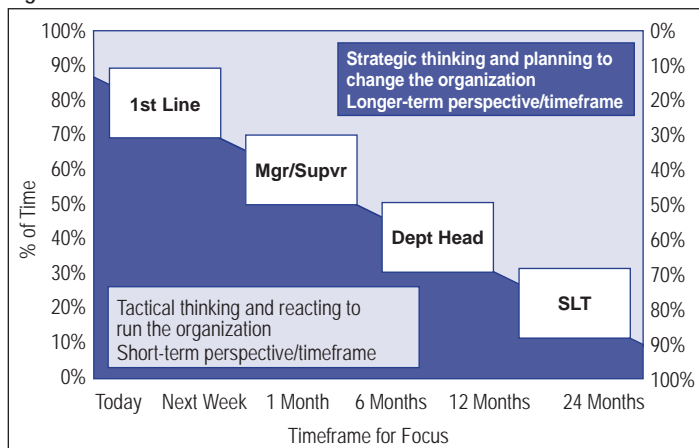 100%
90%
80%
70%
60%
50%
40%
30%
20%
10%
0%
% of Time
0%
10%
20%
30%
40%
50%
60%
70%
80%
90%
100%
Strategic thinking and planning to
change the organization
Longer-term perspective/timeframe
1st Line
Mgr/Supvr
Dept Head
SLT
Tactical thinking and reacting to
run the organization
Short-term perspective/timeframe
Today Next Week 1 Month 6 Months 12 Months 24 Months
Timeframe for Focus